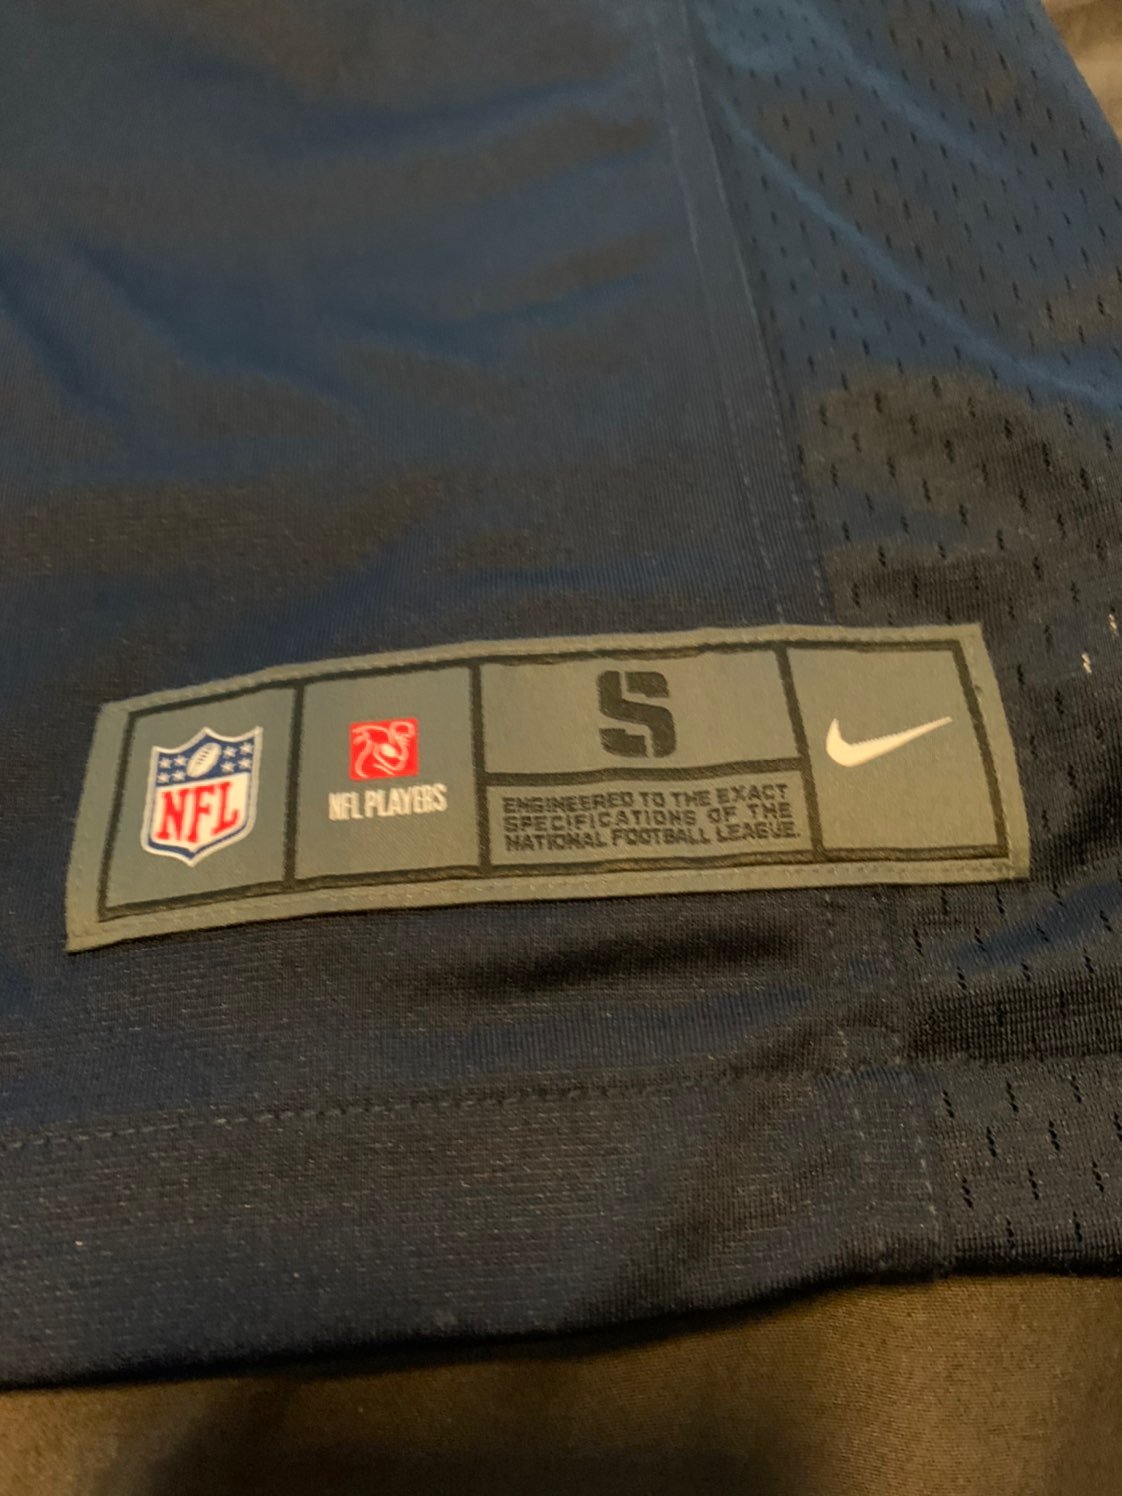 NFL
NFL PLAYERS
S
ENGINEERED TO THE EXACT
SPECIFICATIONS OF THE
NATIONAL FOOTBALL LEAGUE.